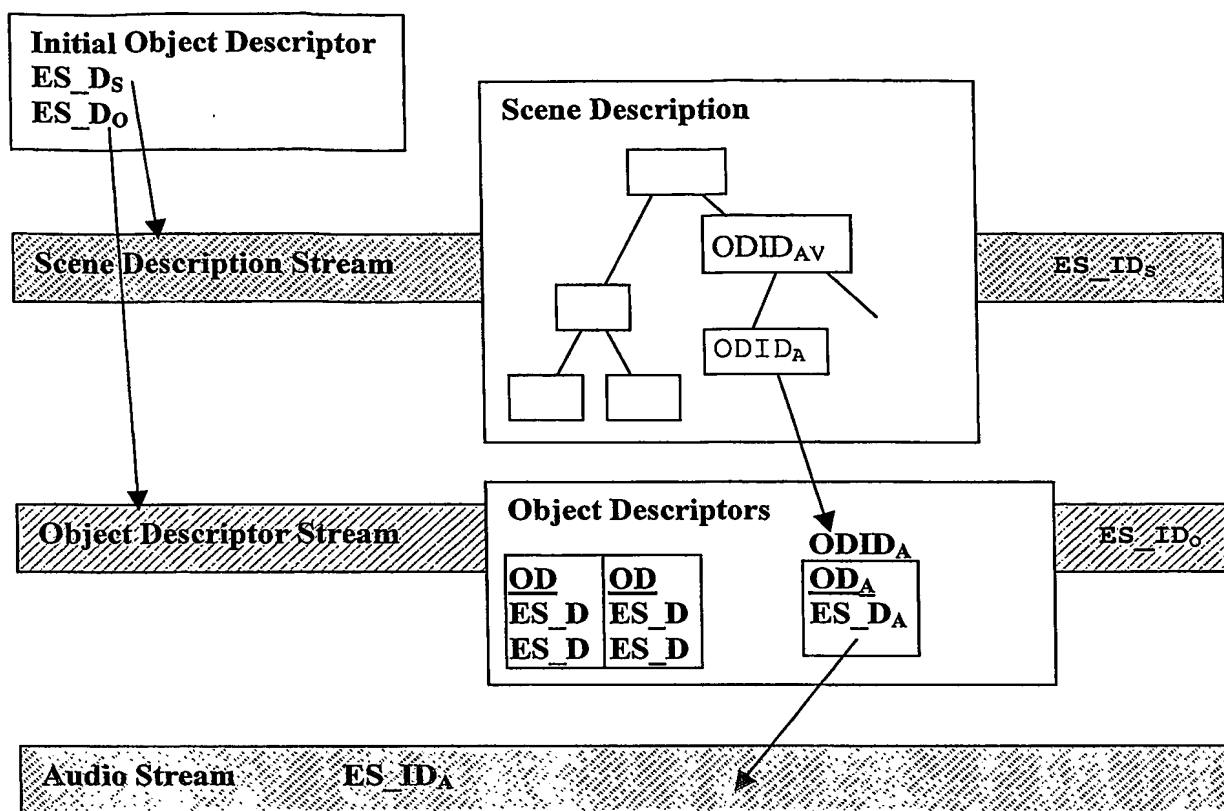 Initial Object Descriptor
ES_DS
ES_DO
Scene Description
ODIDAV
Scene Description Stream
ES_IDS
ODIDA
Object Descriptors
Object Descriptor Stream
ES_IDO
ODIDA
OD OD ODA
ES_D ES_D ES_DA
ES_D ES_D
Audio Stream ES_IDA